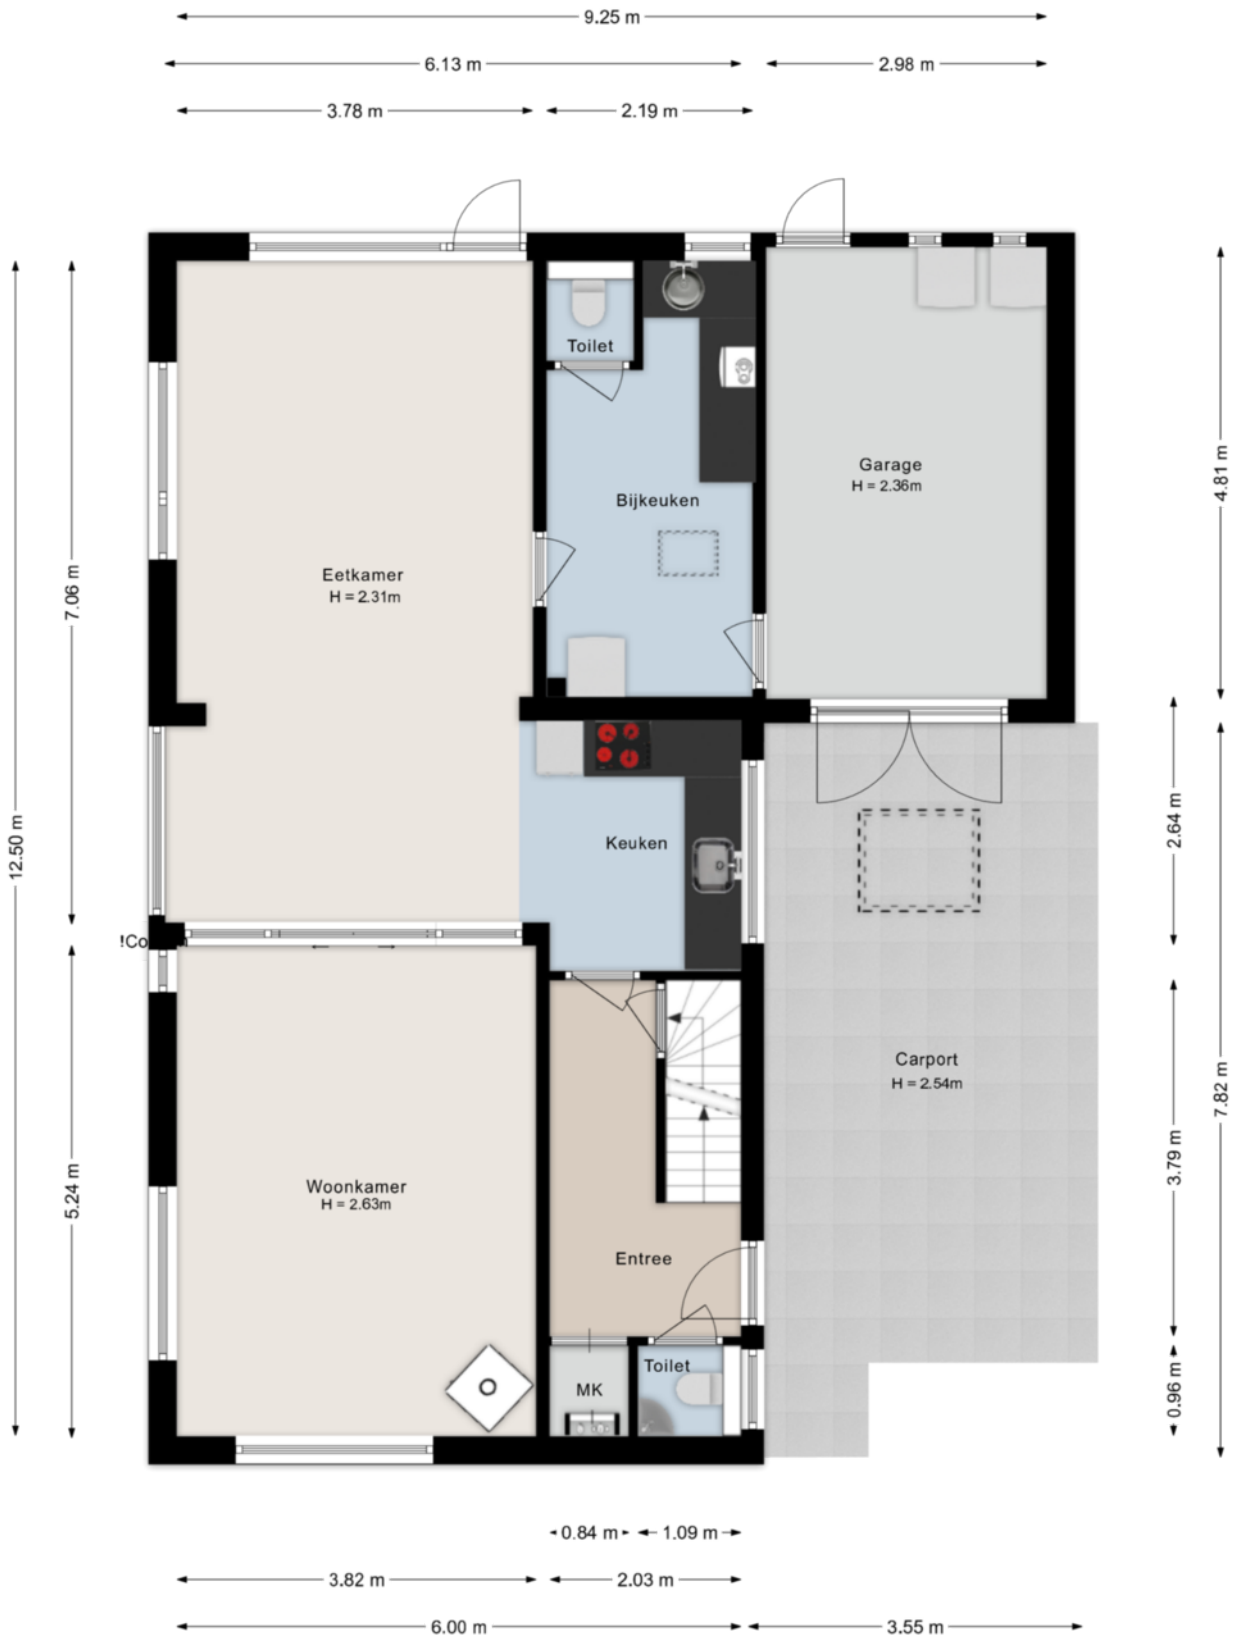 9.25 m
6.13 m
2.98 m
3.78 m
2.19 m
Toilet
Garage
H = 2.36m
4.81 m
Bijkeuken
Eetkamer
H = 2.31m
7.06 m
12.50 m
Keuken
2.64 m
!Co
Carport
H = 2.54m
7.82 m
3.79 m
5.24 m
Woonkamer
H = 2.63m
Entree
Toilet
MK
0.96 m
0.84 m
1.09 m
3.82 m
2.03 m
6.00 m
3.55 m